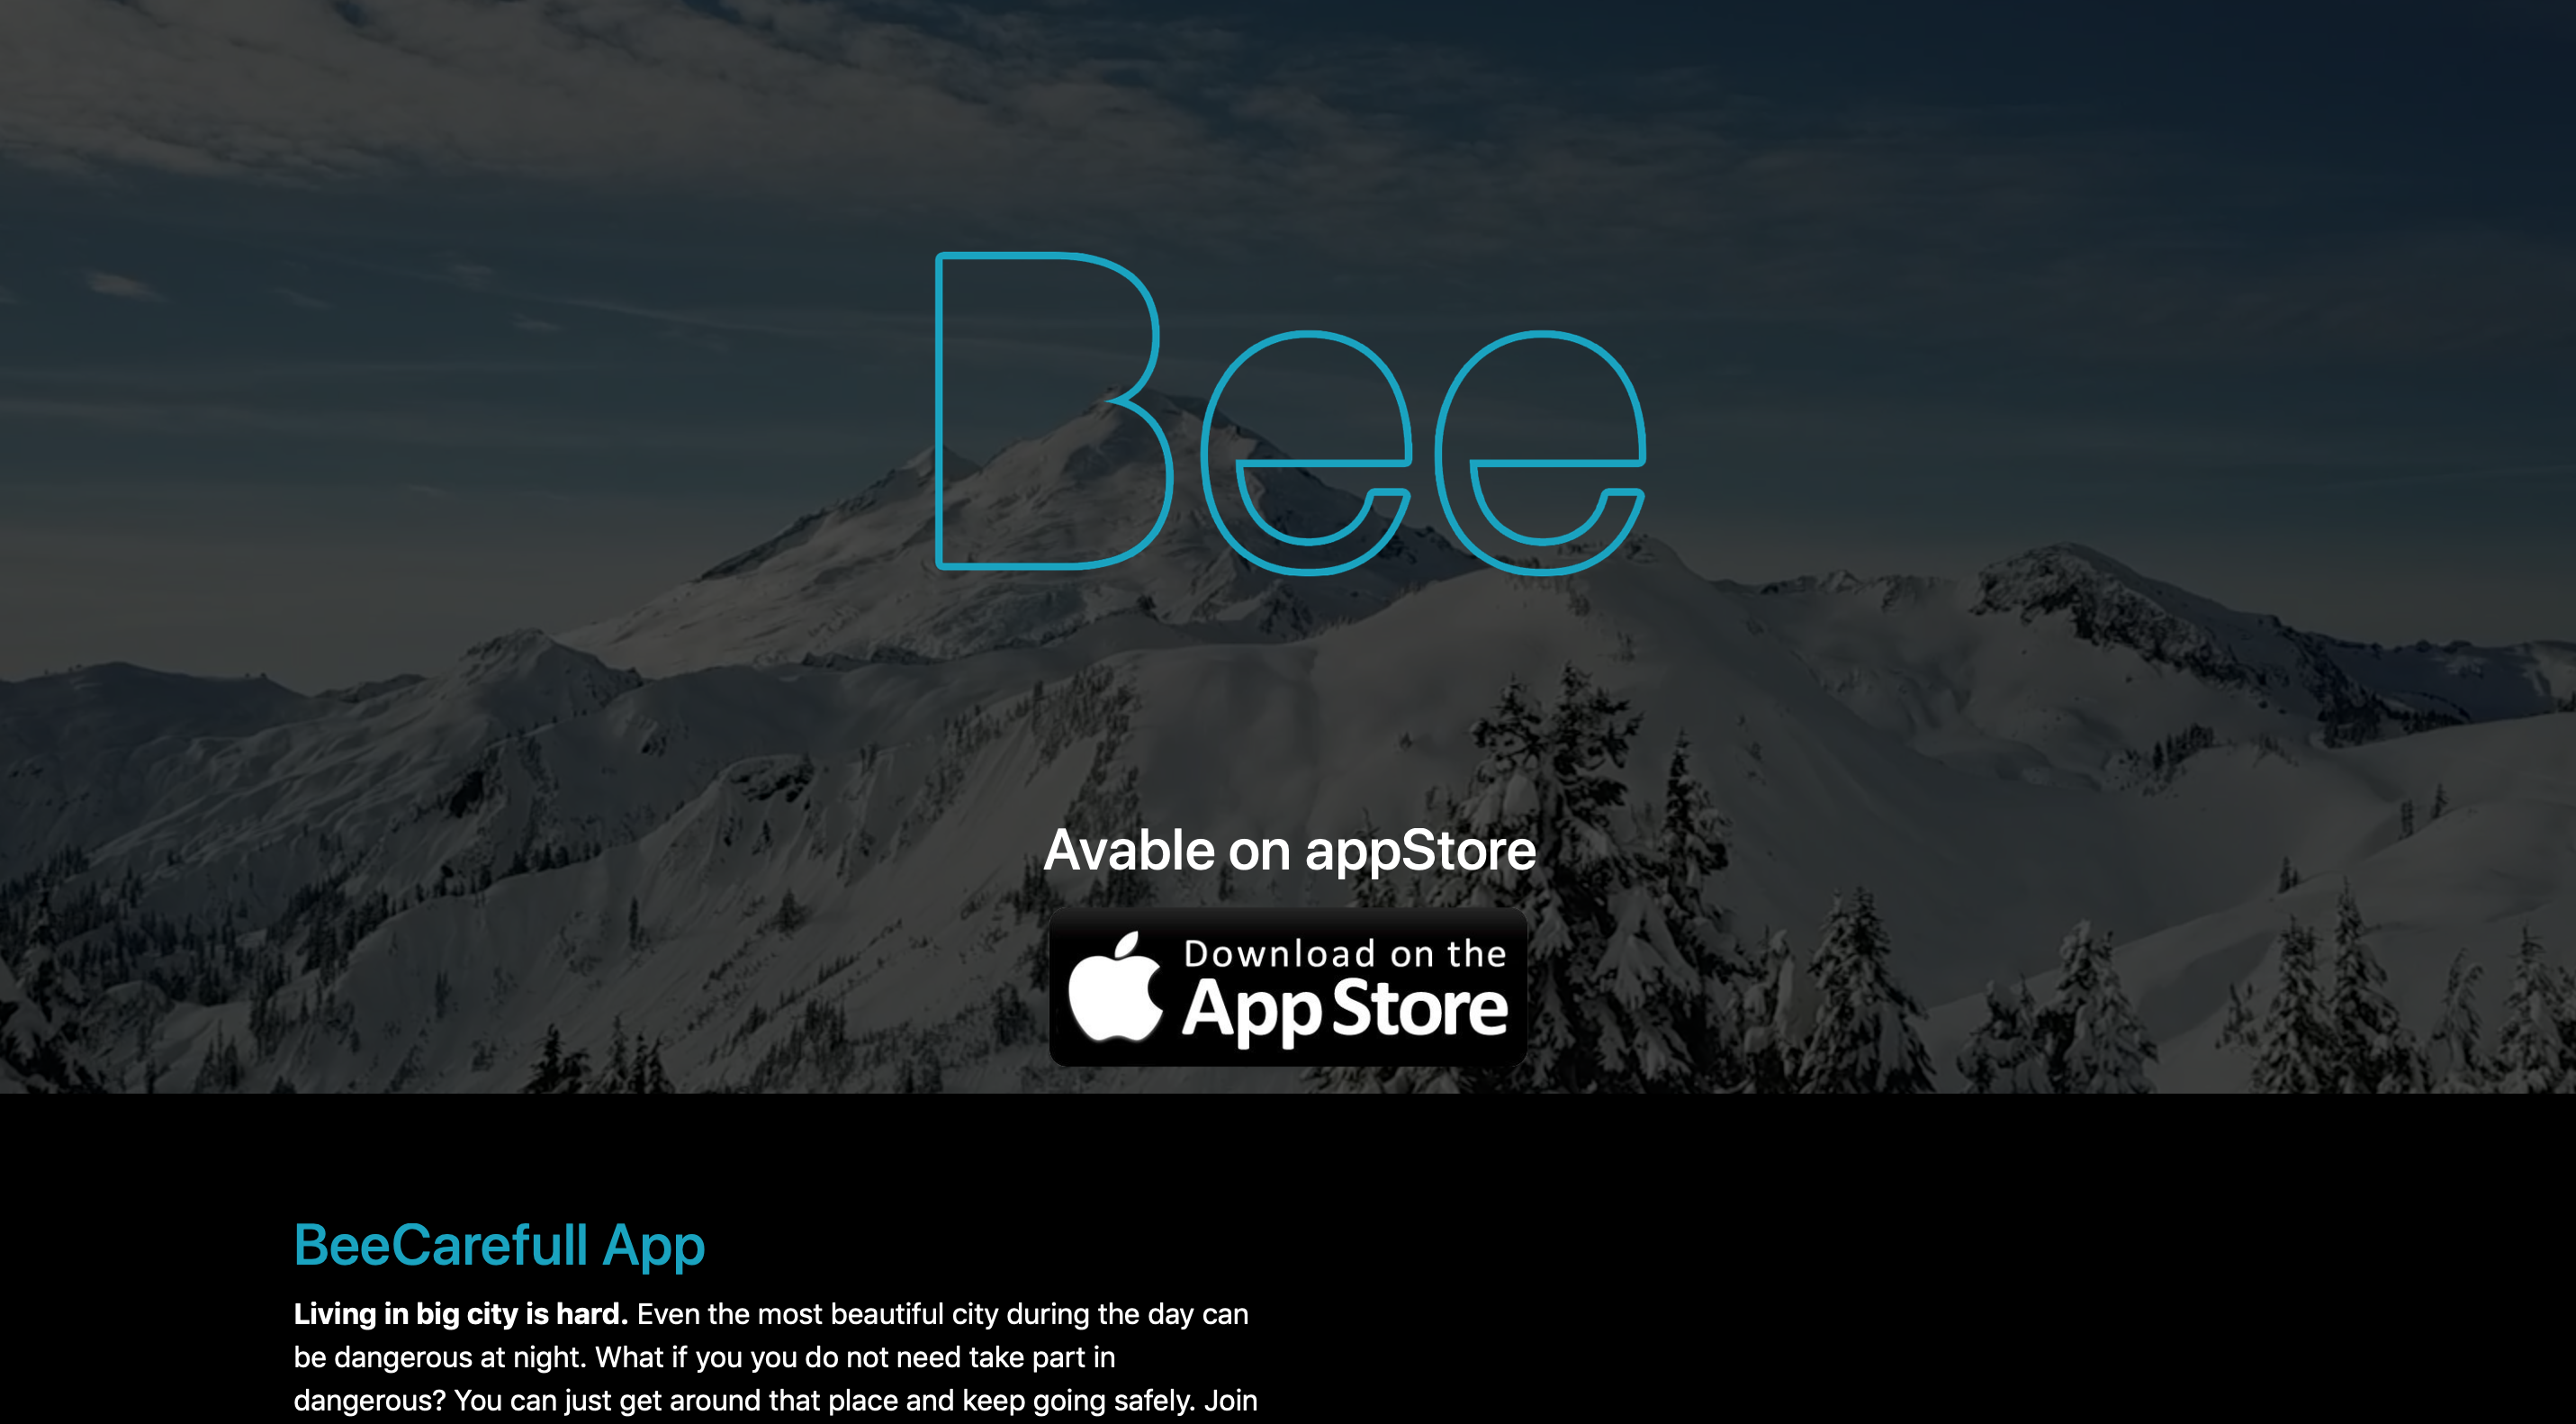 Bee
Avable on appStore
Download on the
App Store
BeeCarefull App
Living in big city is hard. Even the most beautiful city during the day can
be dangerous at night. What if you you do not need take part in
dangerous? You can just get around that place and keep going safely. Join